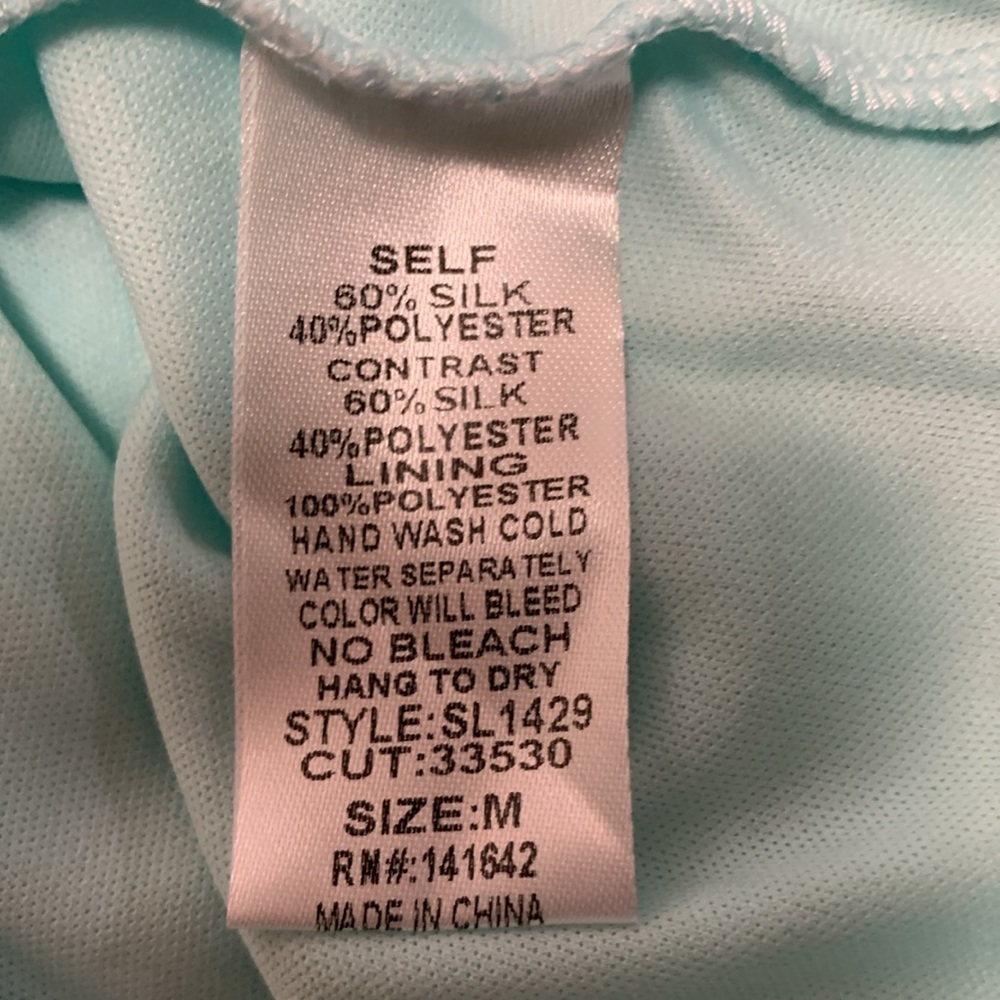 SELF
60% SILK
40%POLYESTER
CONTRAST
60% SILK
40%POLYESTER
LINING
100%POLYESTER
HAND WASH COLD
WATER SEPARATELY
COLOR WILL BLEED
NO BLEACH
HANG TO DRY
STYLE:SL1429
CUT:33530
SIZE:M
RN#:141642
MADE IN CHINA